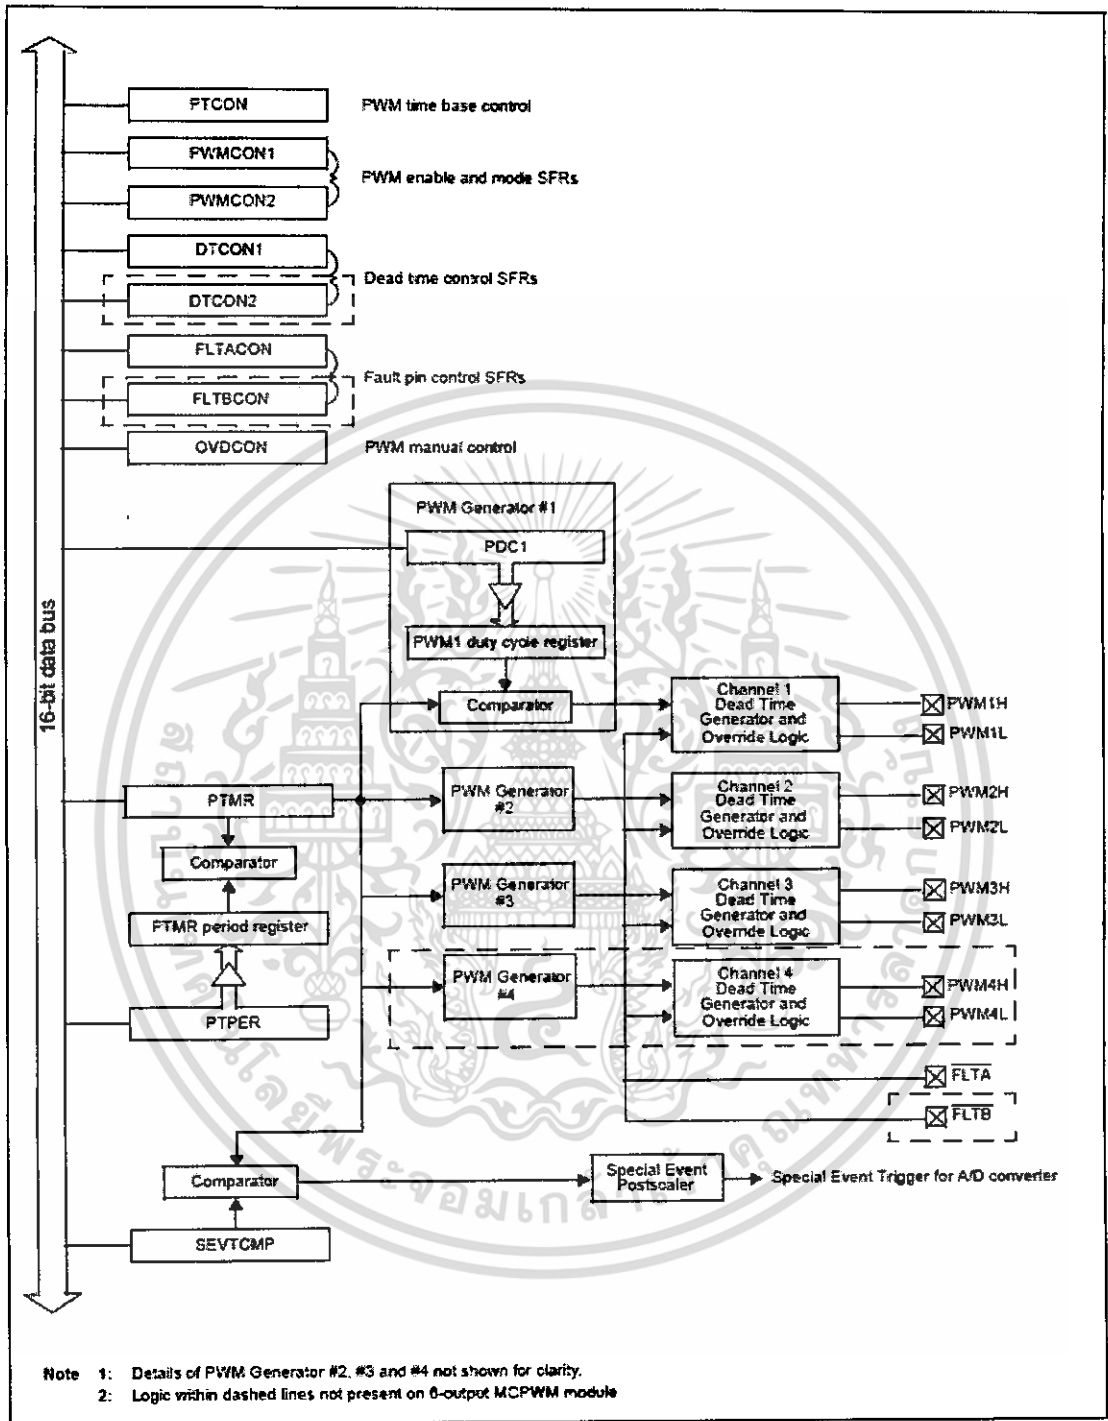 PTCON PWM time base control
PWMCON1
PWM enable and mode SFRs
PWMCON2
DTCON1
Dead time control SFRs
DTCON2
FLTACON
Fault pin control SFRs
FLTBCON
OVDCON PWM manual control
16-bit data bus
PWM Generator #1
PDC1
PWM1 duty cycle register
Comparator
Channel 1
Dead Time
Generator and
Override Logic
PWM1H
PWM1L
PTMR
Comparator
PTMR period register
PTPER
PWM Generator
#2
Channel 2
Dead Time
Generator and
Override Logic
PWM2H
PWM2L
PWM Generator
#3
Channel 3
Dead Time
Generator and
Override Logic
PWM3H
PWM3L
PWM Generator
#4
Channel 4
Dead Time
Generator and
Override Logic
PWM4H
PWM4L
FLTA
FLTB
Comparator
Special Event
Postscaler
Special Event Trigger for A/D converter
SEVTCMP
Note 1: Details of PWM Generator #2, #3 and #4 not shown for clarity.
2: Logic within dashed lines not present on 6-output MCPWM module